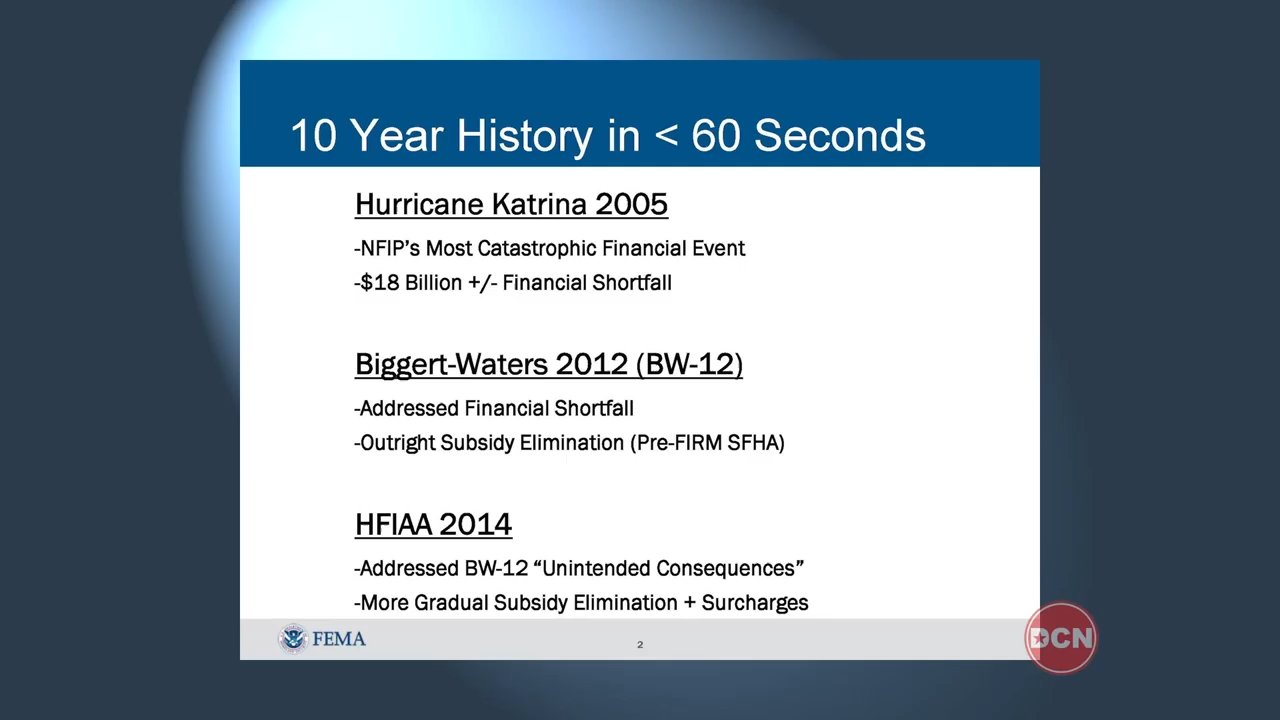 10 Year History in < 60 Seconds
Hurricane Katrina 2005
-NFIP’s Most Catastrophic Financial Event
-$18 Billion +/- Financial Shortfall
Biggert-Waters 2012 (BW-12)
-Addressed Financial Shortfall
-Outright Subsidy Elimination (Pre-FIRM SFHA)
HFIAA 2014
-Addressed BW-12 “Unintended Consequences”
-More Gradual Subsidy Elimination + Surcharges
FEMA
2
DCN